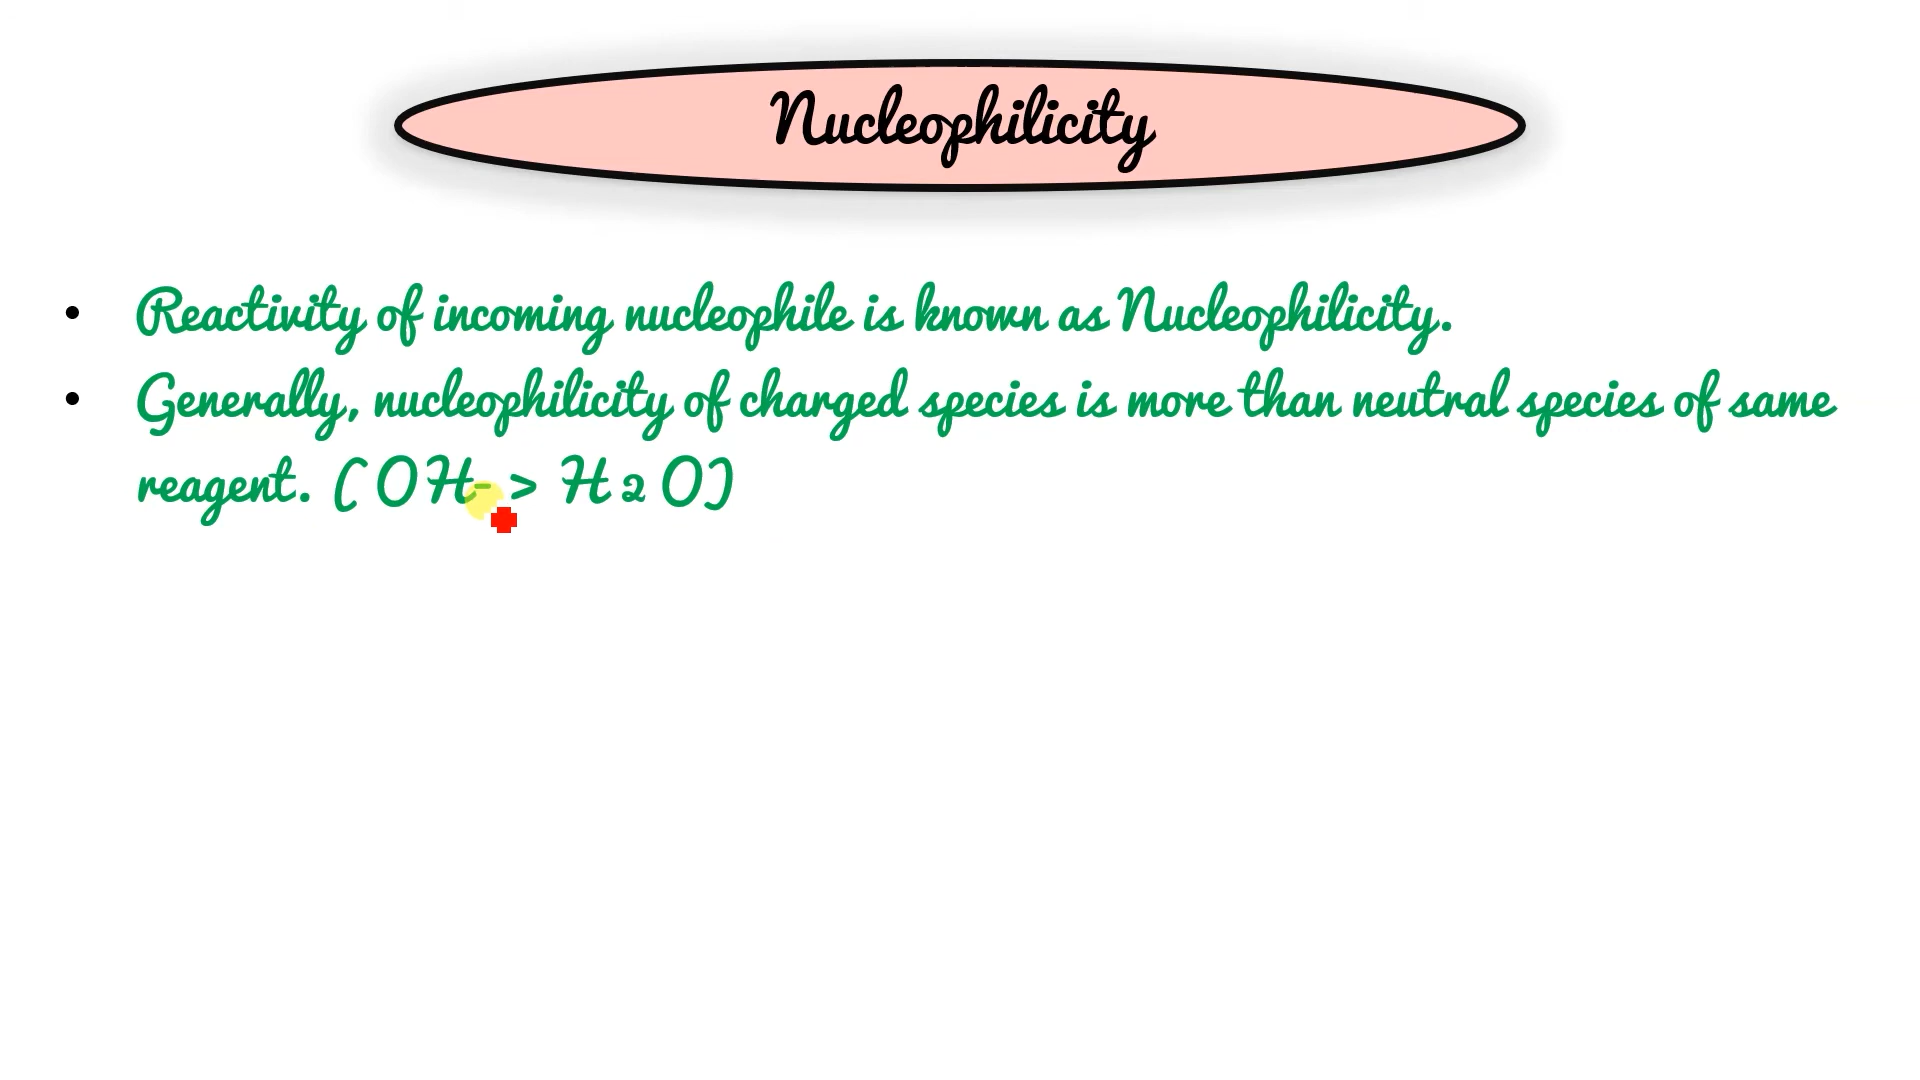 Nucleophilicity
• Reactivity of incoming nucleophile is known as Nucleophilicity.
• Generally, nucleophilicity of charged species is more than neutral species of same
reagent. ( OH- > H2O)